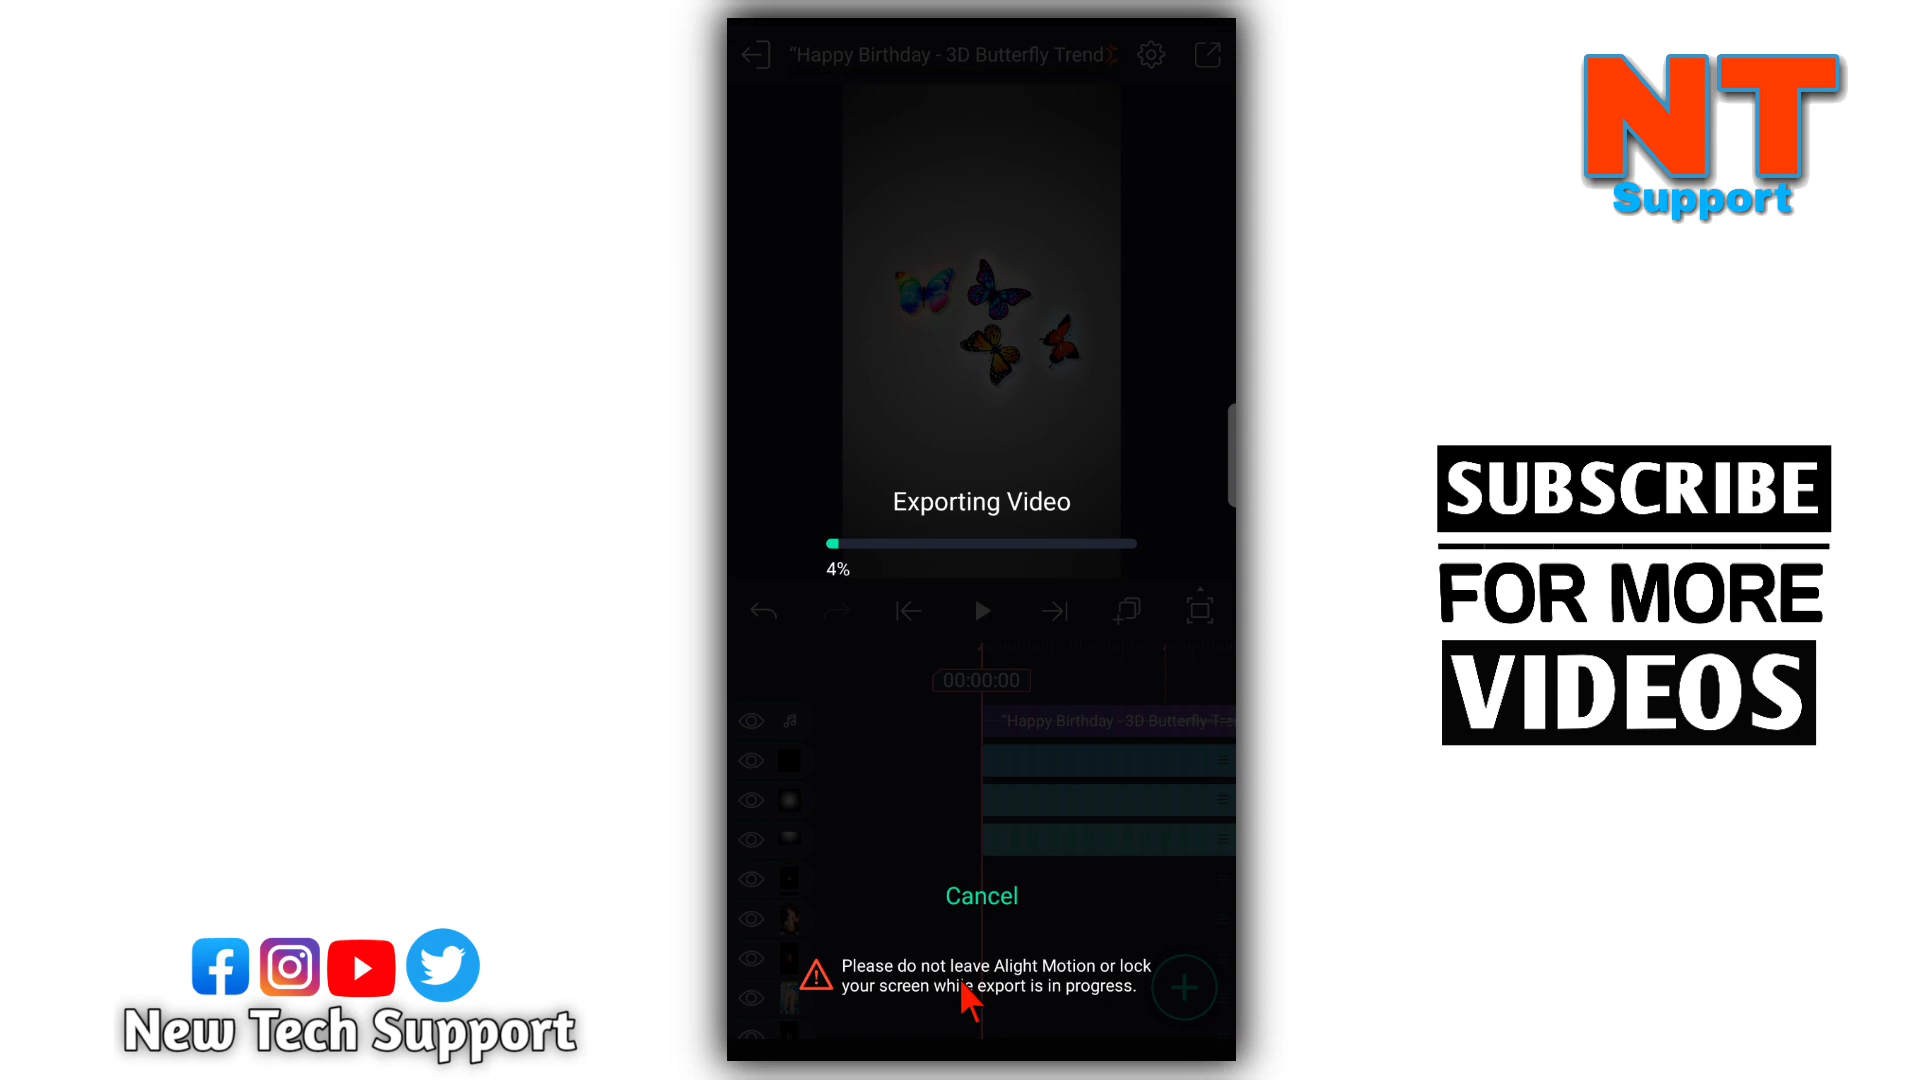 "Happy Birthday - 3D Butterfly Trend
NT
Support
Exporting Video
4%
SUBSCRIBE
FOR MORE
VIDEOS
00:00:00
"Happy Birthday - 3D Butterfly Tre
Cancel
Please do not leave Alight Motion or lock
your screen while export is in progress.
New Tech Support